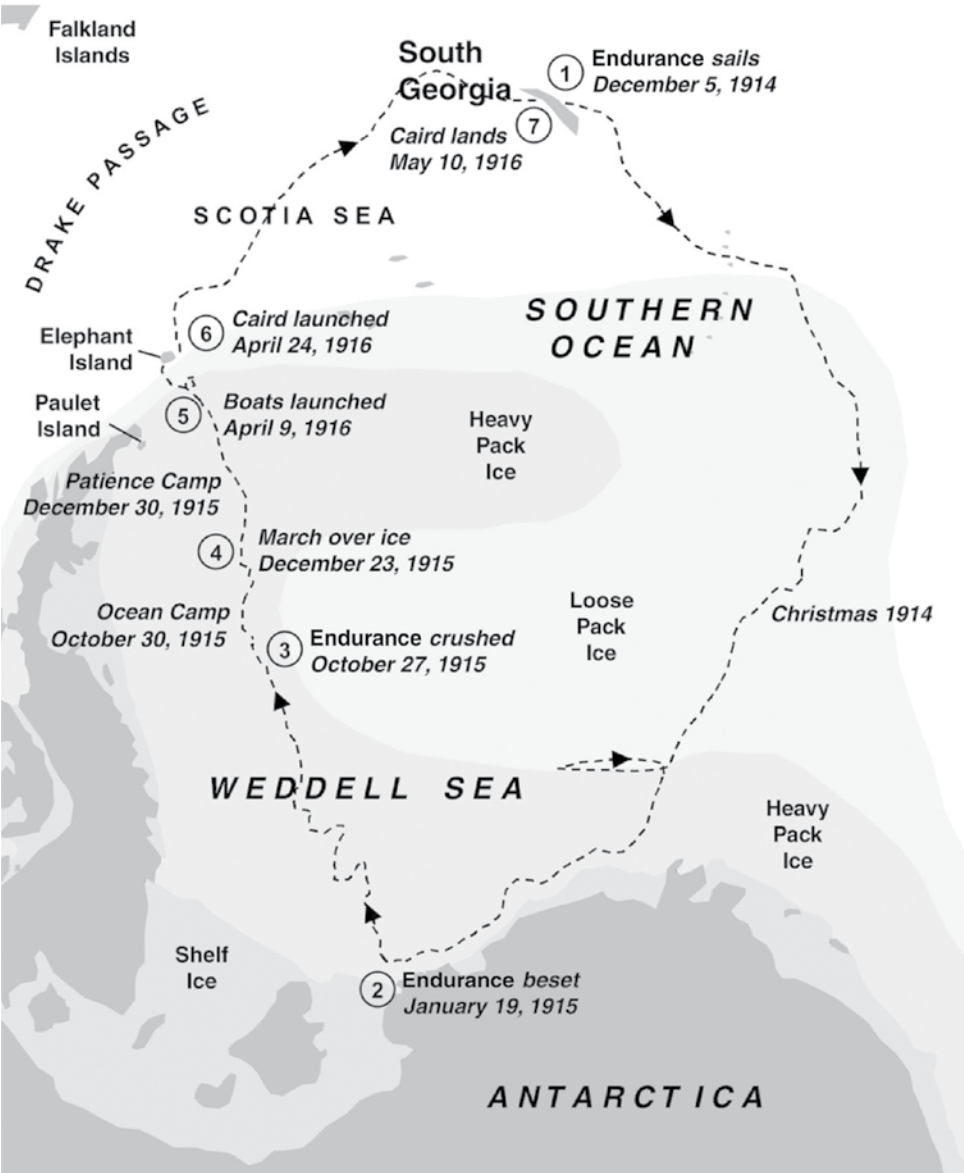 Falkland
Islands
South
Georgia
1
Endurance sails
December 5, 1914
7
Caird lands
May 10, 1916
DRAKE PASSAGE
SCOTIA SEA
SOUTHERN
OCEAN
6
Caird launched
April 24, 1916
Elephant
Island
5
Boats launched
April 9, 1916
Paulet
Island
Heavy
Pack
Ice
Patience Camp
December 30, 1915
4
March over ice
December 23, 1915
Ocean Camp
October 30, 1915
Loose
Pack
Ice
Christmas 1914
3
Endurance crushed
October 27, 1915
WEDDELL SEA
Heavy
Pack
Ice
Shelf
Ice
2
Endurance beset
January 19, 1915
ANTARCTICA